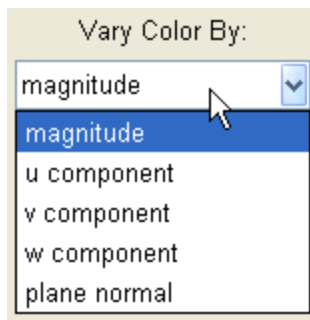 Vary Color By:
magnitude
magnitude
u component
v component
w component
plane normal